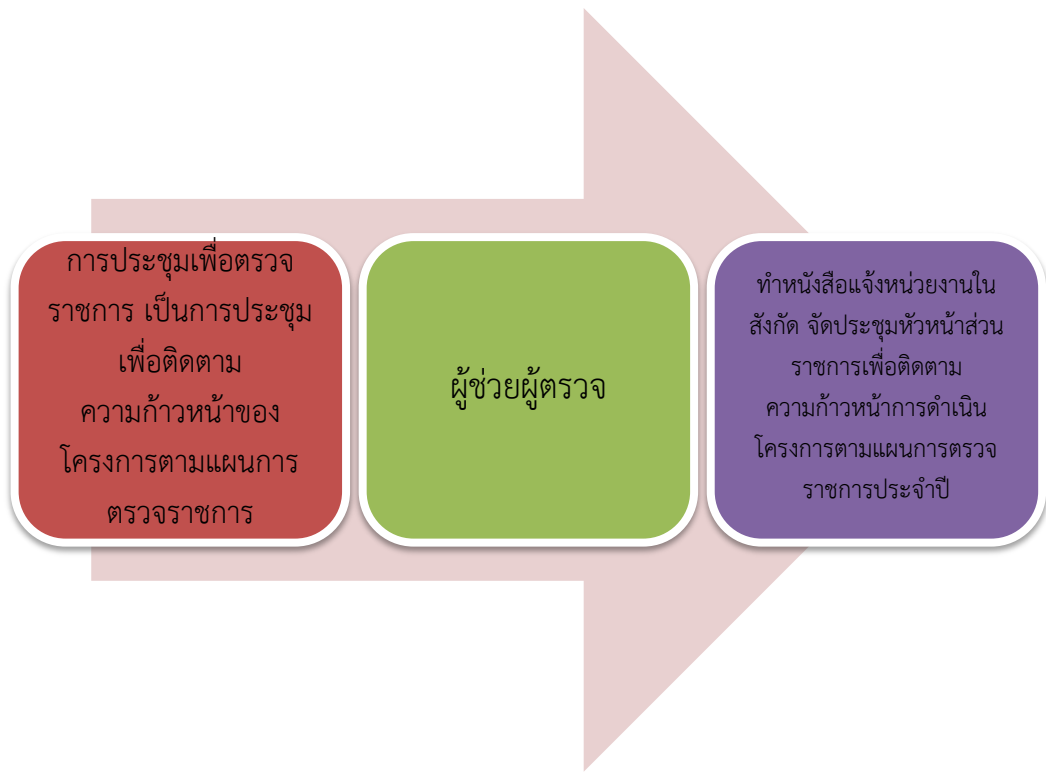 การประชุมเพื่อตรวจ
ราชการ เป็นการประชุม
เพื่อติดตาม
ความก้าวหน้าของ
โครงการตามแผนการ
ตรวจราชการ
ผู้ช่วยผู้ตรวจ
ทำหนังสือแจ้งหน่วยงานใน
สังกัด จัดประชุมหัวหน้าส่วน
ราชการเพื่อติดตาม
ความก้าวหน้าการดำเนิน
โครงการตามแผนการตรวจ
ราชการประจำปี